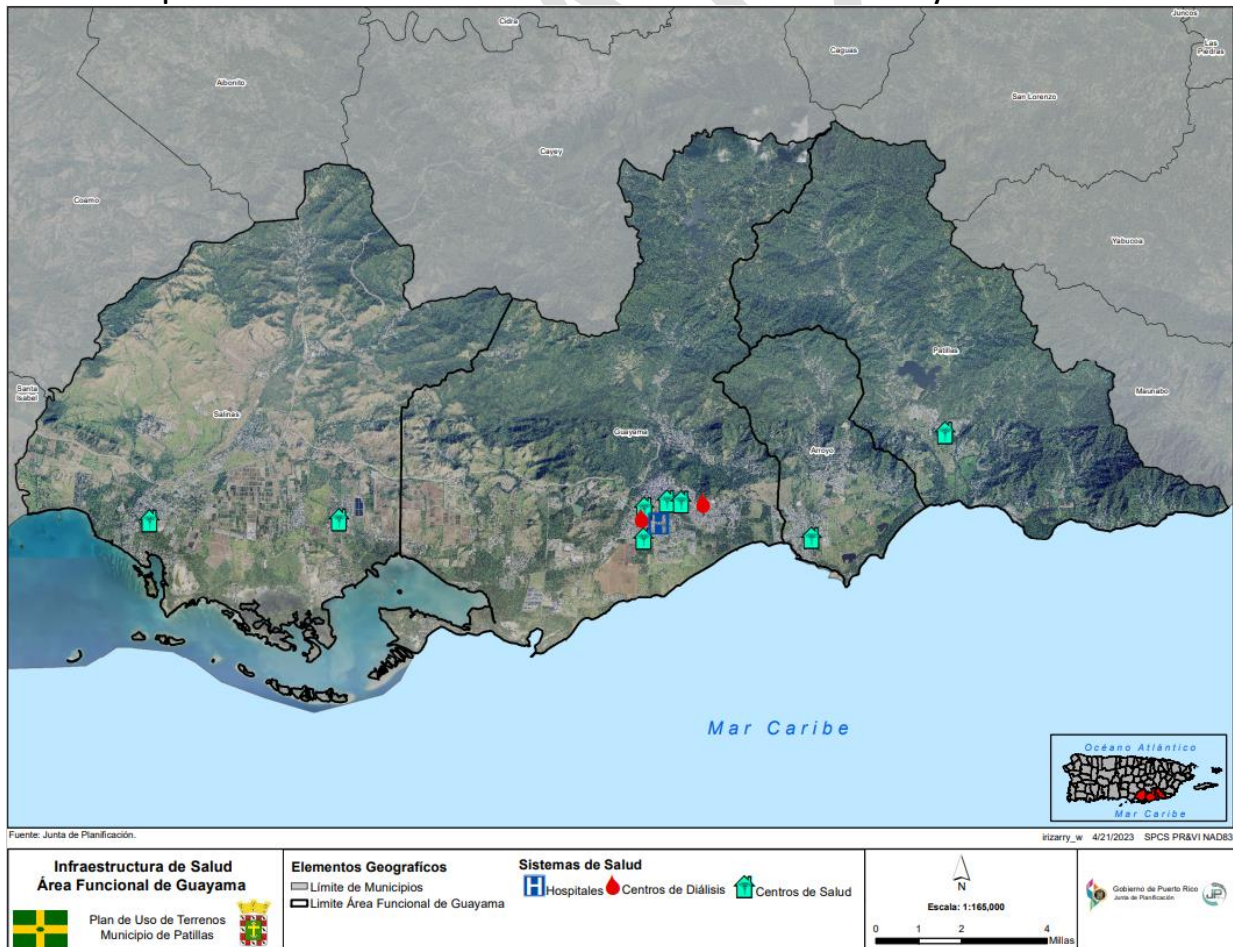 Cidra
Juncos
Las
Piedras
Caguas
Aibonito
San Lorenzo
Cayey
Coamo
Yabucoa
Patillas
Maunabo
Santa
Isabel
Salinas
Guayama
Arroyo
Mar Caribe
Océano Atlántico
Mar Caribe
Fuente: Junta de Planificación.
irizarry_w 4/21/2023 SPCS PR&VI NAD83
Infraestructura de Salud
Área Funcional de Guayama
Plan de Uso de Terrenos
Municipio de Patillas
Elementos Geograficos
Límite de Municipios
Limite Área Funcional de Guayama
Sistemas de Salud
H Hospitales Centros de Diálisis Centros de Salud
N
Escala: 1:165,000
0 1 2 4
Millas
Gobierno de Puerto Rico
Junta de Planificación
JP